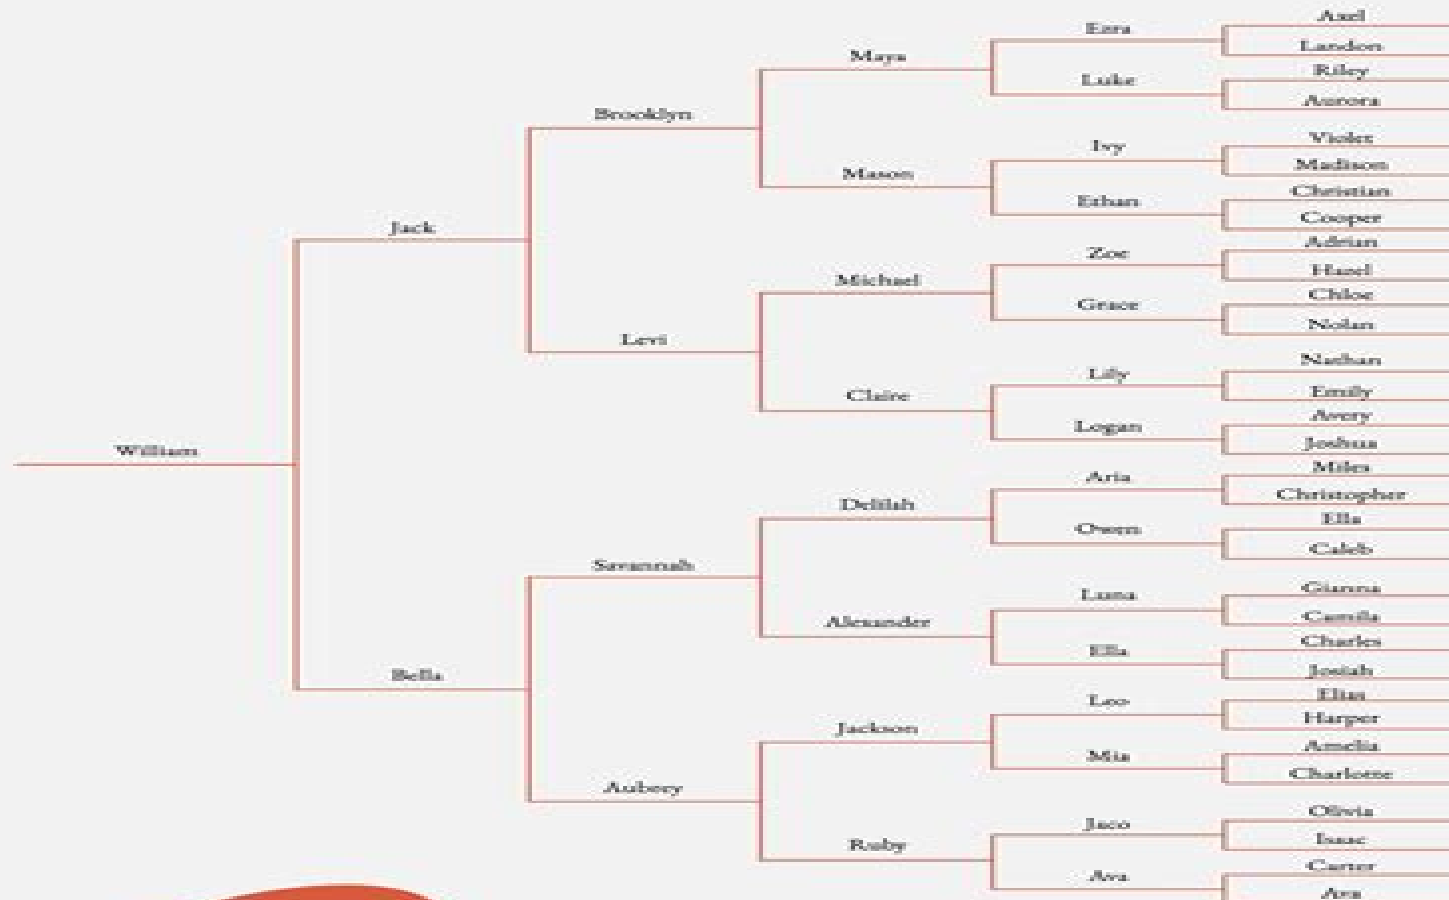 William
Jack
Bella
Brooklyn
Levi
Savannah
Aubery
Maya
Mason
Michael
Claire
Delilah
Alexander
Jackson
Ruby
Ezra
Luke
Ivy
Ethan
Zoe
Grace
Lily
Logan
Aria
Owen
Luna
Ella
Leo
Mia
Jaco
Ava
Axel
Landon
Riley
Aurora
Violet
Madison
Christian
Cooper
Adrian
Hazel
Chloe
Nolan
Nathan
Emily
Avery
Joshua
Miles
Christopher
Ella
Caleb
Gianna
Camila
Charles
Josiah
Elias
Harper
Amelia
Charlotte
Olivia
Isaac
Carter
Ava